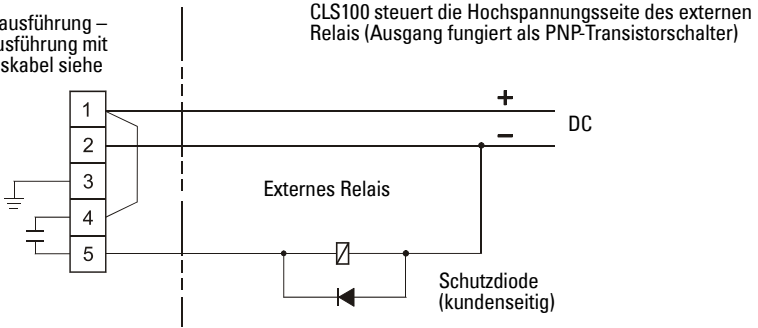 ausführung –
usführung mit
skabel siehe
CLS100 steuert die Hochspannungsseite des externen
Relais (Ausgang fungiert als PNP-Transistorschalter)
1
+
DC
2
–
3
Externes Relais
4
5
Schutzdiode
(kundenseitig)